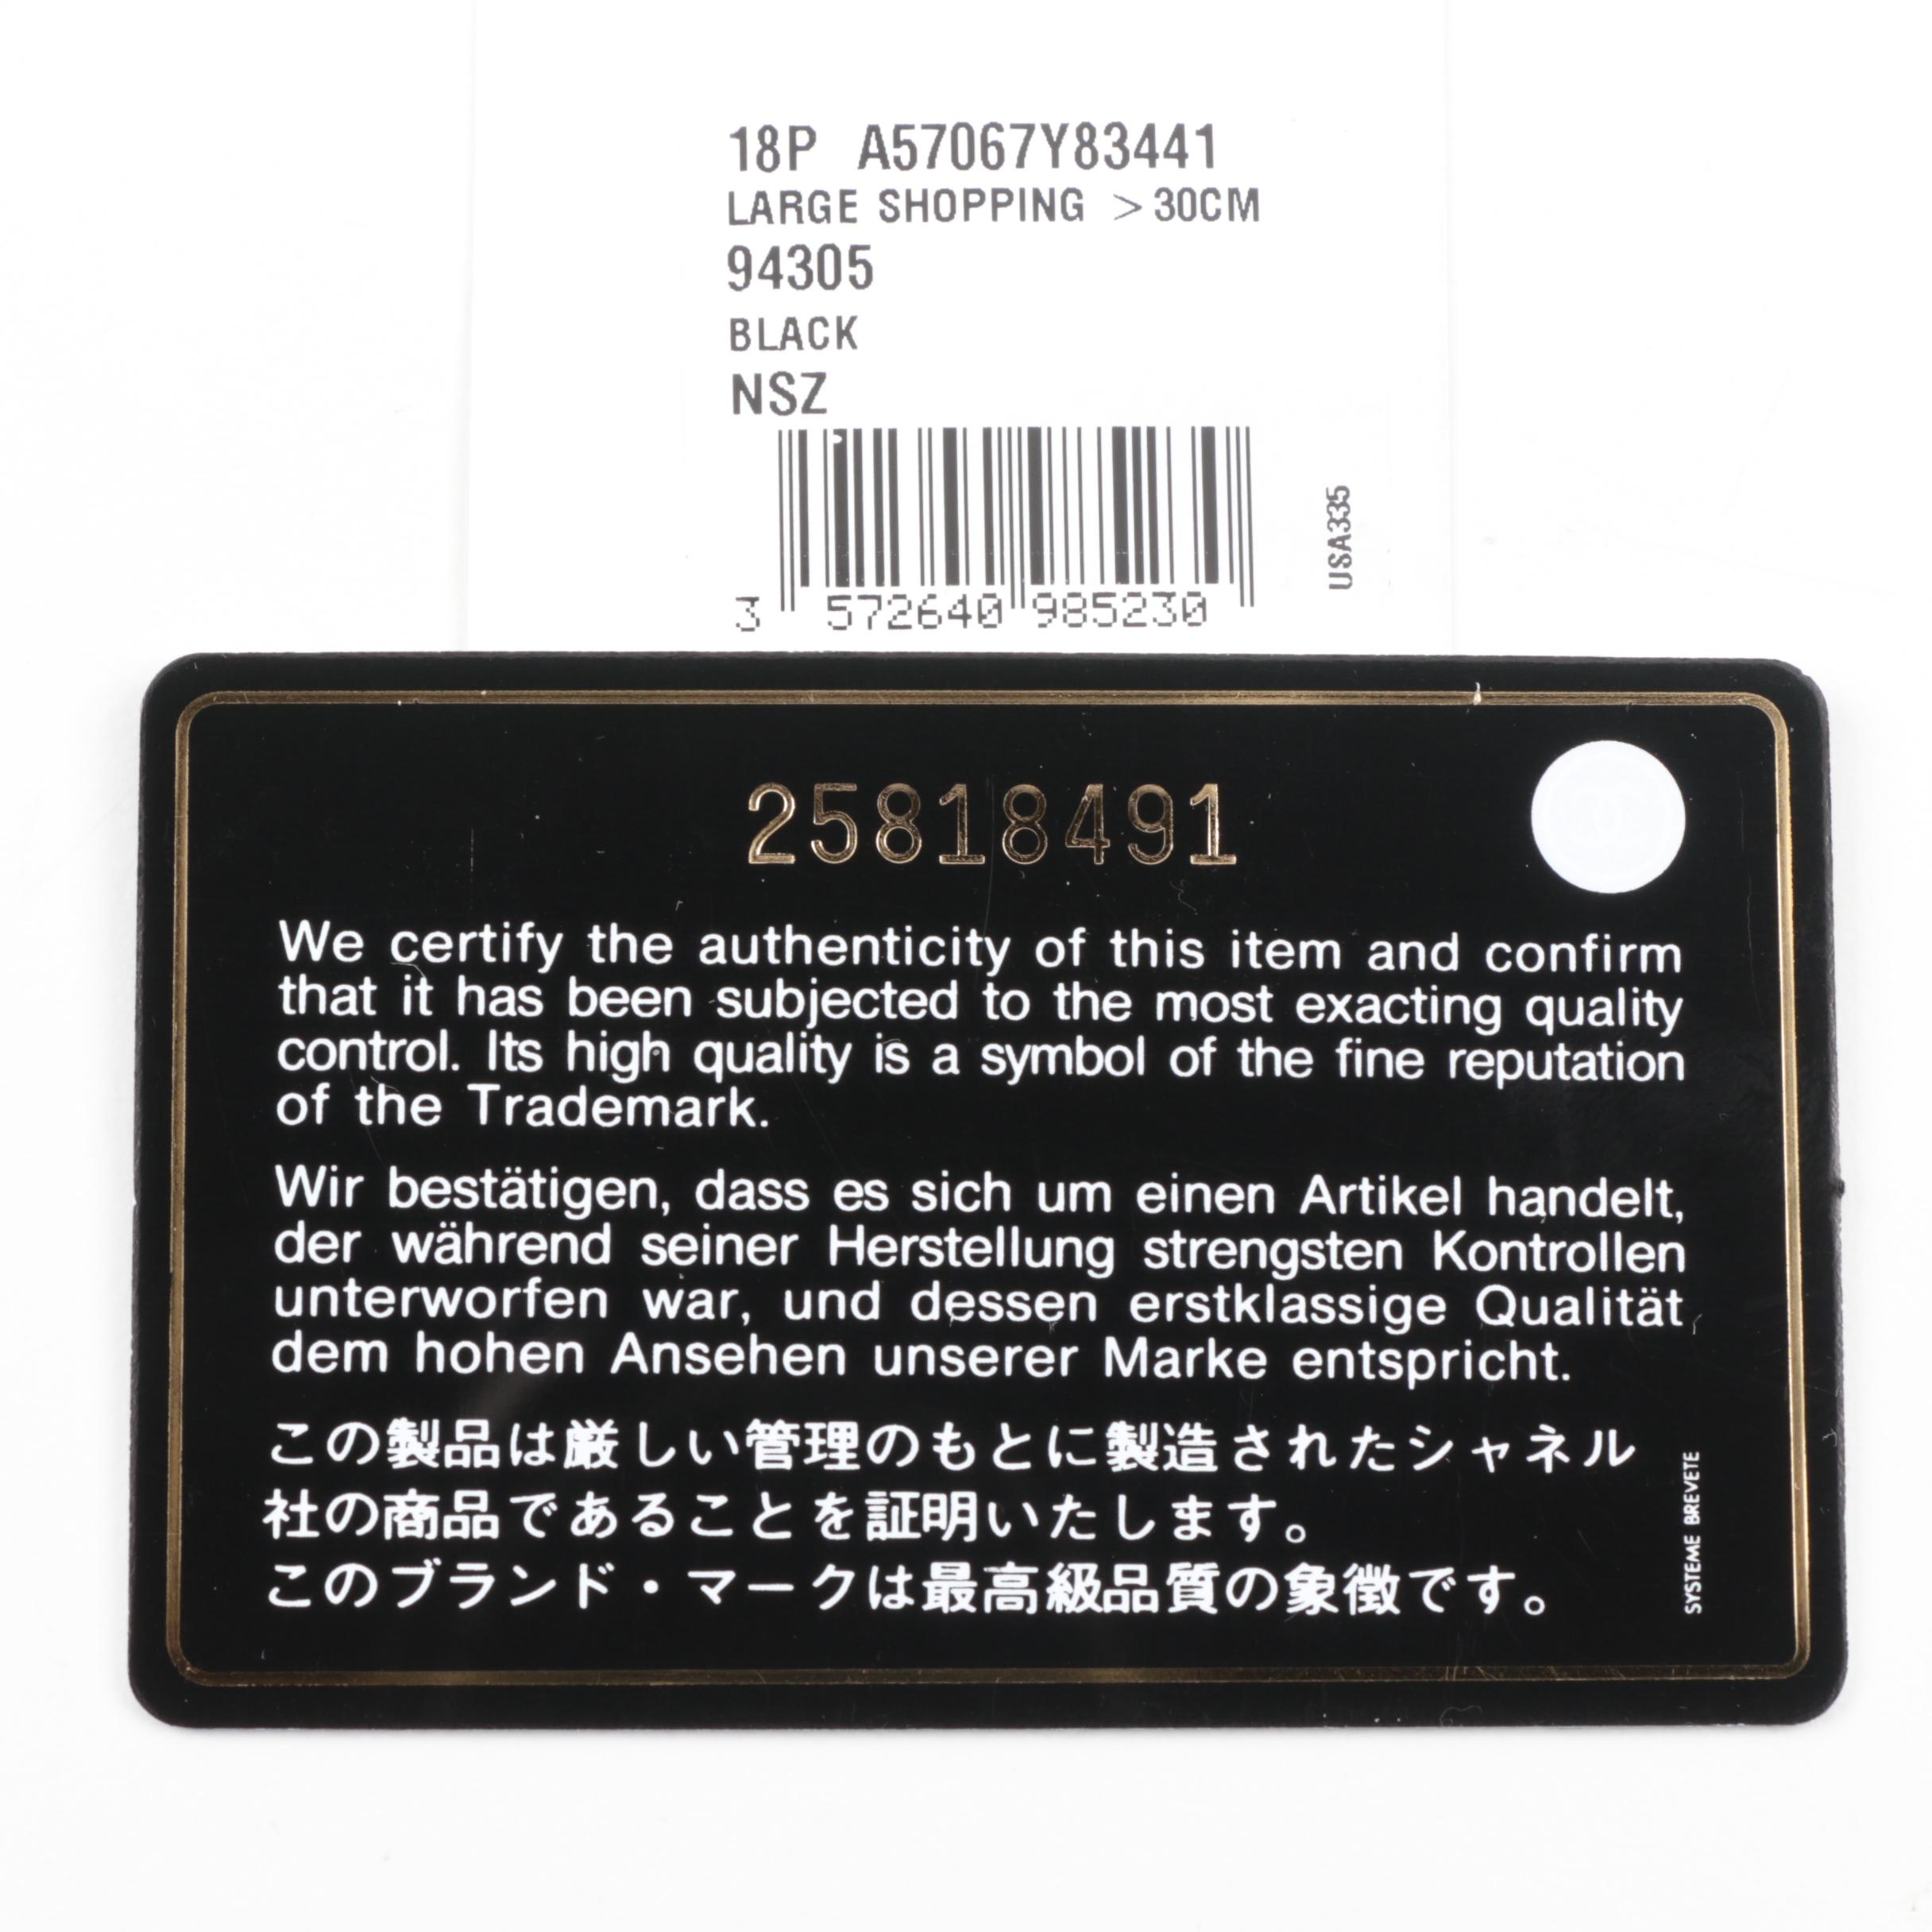 18P A57067Y83441
LARGE SHOPPING >30CM
94305
BLACK
NSZ
USA335
3 572640 985230
25818491
We certify the authenticity of this item and confirm
that it has been subjected to the most exacting quality
control. Its high quality is a symbol of the fine reputation
of the Trademark.
Wir bestätigen, dass es sich um einen Artikel handelt,
der während seiner Herstellung strengsten Kontrollen
unterworfen war, und dessen erstklassige Qualität
dem hohen Ansehen unserer Marke entspricht.
この製品は厳しい管理のもとに製造されたシャネル
社の商品であることを証明いたします。
このブランド・マークは最高級品質の象徴です。
SYSTEME BREVETE